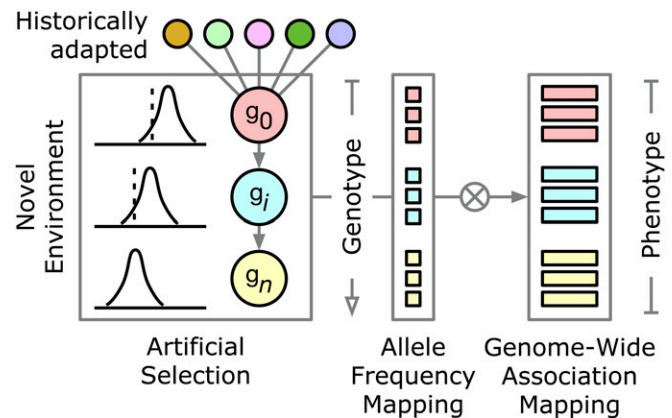 Historically
adapted
Novel
Environment
g0
gi
gn
Genotype
Phenotype
Artificial
Selection
Allele
Frequency
Mapping
Genome-Wide
Association
Mapping